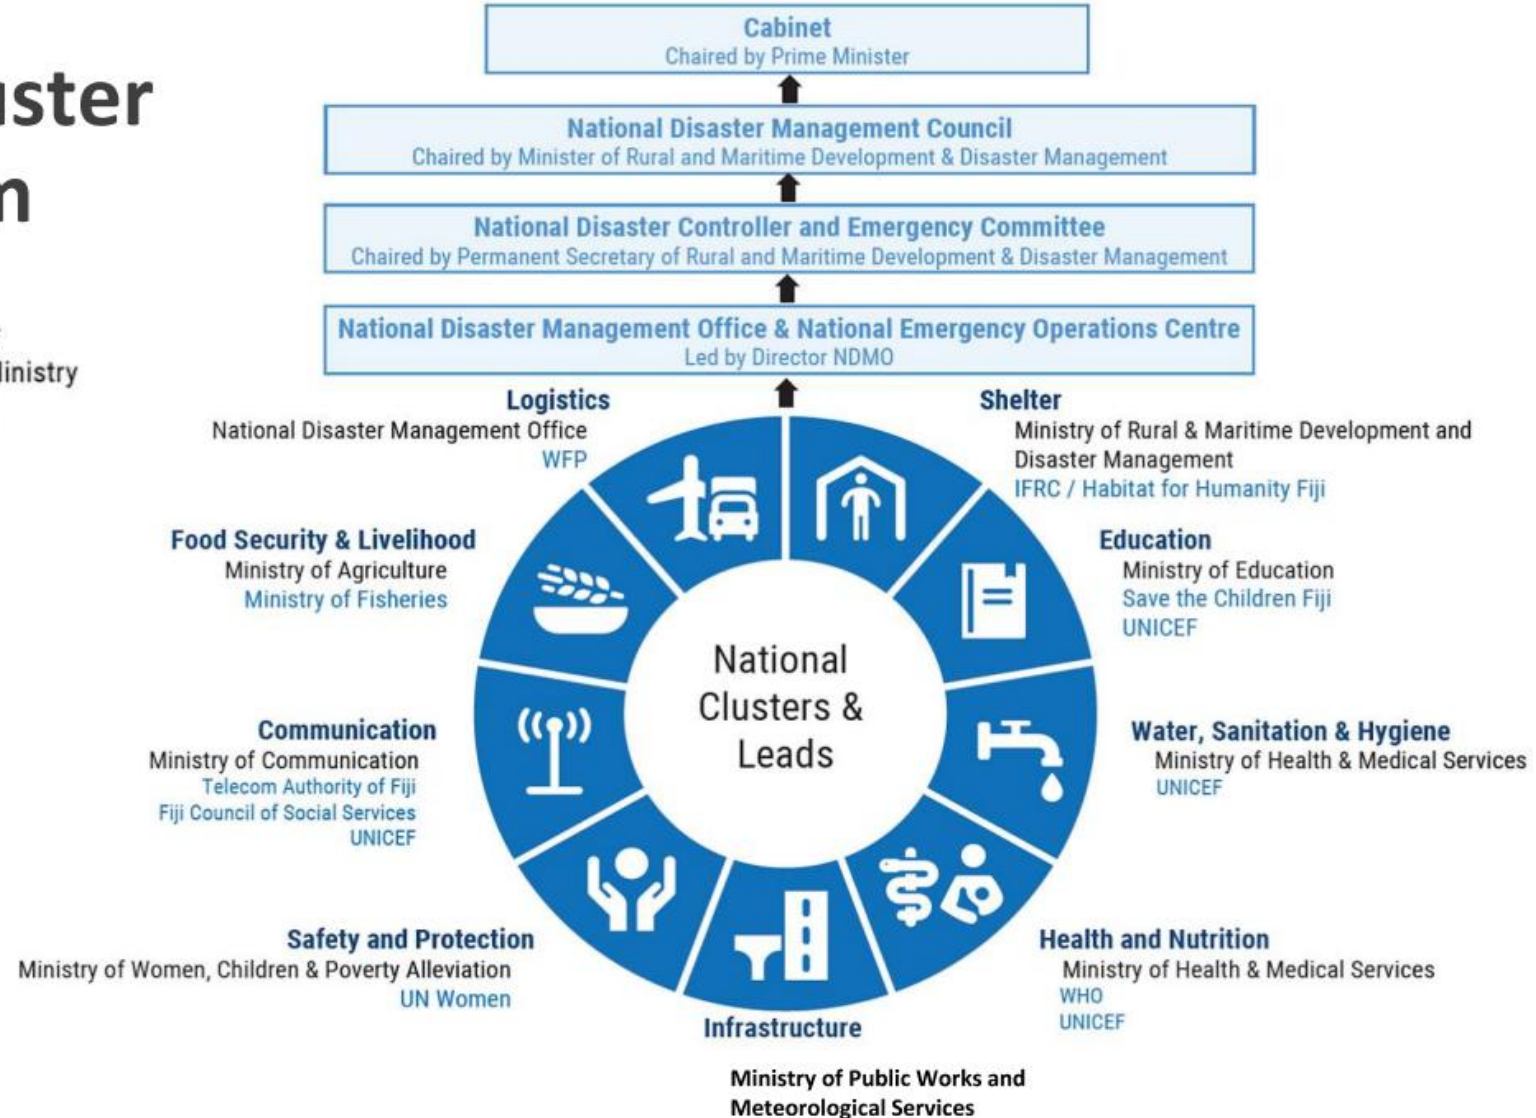 Cabinet
Chaired by Prime Minister
National Disaster Management Council
Chaired by Minister of Rural and Maritime Development & Disaster Management
National Disaster Controller and Emergency Committee
Chaired by Permanent Secretary of Rural and Maritime Development & Disaster Management
National Disaster Management Office & National Emergency Operations Centre
Led by Director NDMO
Logistics
National Disaster Management Office
WFP
Shelter
Ministry of Rural & Maritime Development and
Disaster Management
IFRC / Habitat for Humanity Fiji
Food Security & Livelihood
Ministry of Agriculture
Ministry of Fisheries
Education
Ministry of Education
Save the Children Fiji
UNICEF
National
Clusters &
Leads
Communication
Ministry of Communication
Telecom Authority of Fiji
Fiji Council of Social Services
UNICEF
Water, Sanitation & Hygiene
Ministry of Health & Medical Services
UNICEF
Safety and Protection
Ministry of Women, Children & Poverty Alleviation
UN Women
Health and Nutrition
Ministry of Health & Medical Services
WHO
UNICEF
Infrastructure
Ministry of Public Works and
Meteorological Services